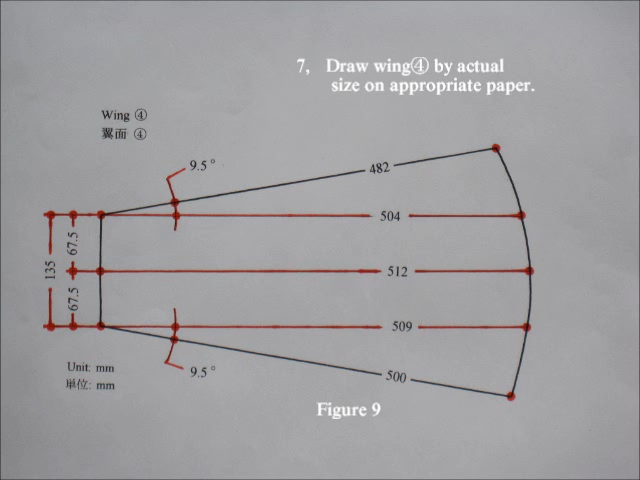 7, Draw wing④ by actual
size on appropriate paper.
Wing ④
翼面 ④
9.5°
482
504
67.5
135
512
67.5
509
9.5°
500
Unit: mm
単位: mm
Figure 9